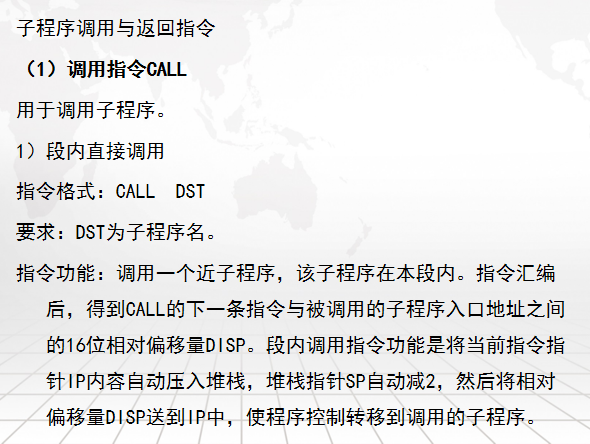 子程序调用与返回指令
（1）调用指令CALL
用于调用子程序。
1）段内直接调用
指令格式：CALL  DST
要求：DST为子程序名。
指令功能：调用一个近子程序，该子程序在本段内。指令汇编
后，得到CALL的下一条指令与被调用的子程序入口地址之间
的16位相对偏移量DISP。段内调用指令功能是将当前指令指
针IP内容自动压入堆栈，堆栈指针SP自动减2，然后将相对
偏移量DISP送到IP中，使程序控制转移到调用的子程序。